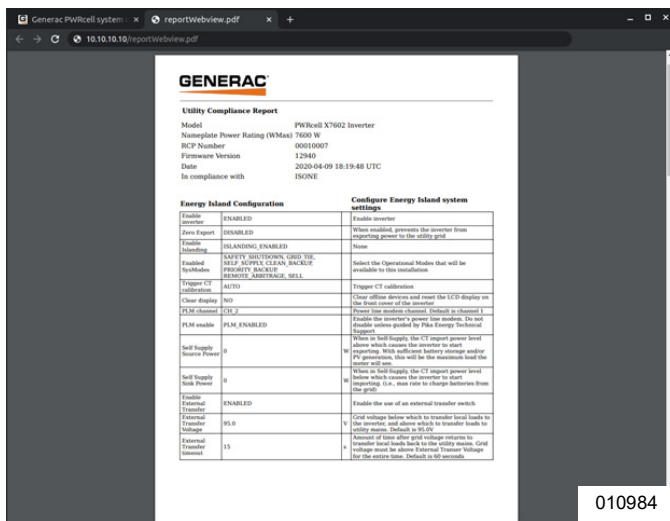 Generac PWRcell system
reportWebview.pdf
10.10.10.10/reportWebview.pdf
GENERAC
Utility Compliance Report
Model PWRcell X7602 Inverter
Nameplate Power Rating (WMax) 7600 W
RCP Number 00010007
Firmware Version 12940
Date 2020-04-09 18:19:48 UTC
In compliance with ISONE
Energy Island Configuration
Configure Energy Island system
settings
Enable
inverter
ENABLED
Enable inverter
Zero Export
DISABLED
When enabled, prevents the inverter from
exporting power to the utility grid
Enable
Islanding
ISLANDING_ENABLED
None
Enabled
SysModes
SAFETY_SHUTDOWN, GRID_TIE,
SELF_SUPPLY, CLEAN_BACKUP,
PRIORITY_BACKUP,
REMOTE_ARBITRAGE, SELL
Select the Operational Modes that will be
available to this installation
Trigger CT
calibration
AUTO
Trigger CT calibration
Clear display
NO
Clear offline devices and reset the LCD display on
the front cover of the inverter
PLM channel
CH_2
Power line modem channel. Default is channel 1
PLM enable
PLM_ENABLED
Enable the inverter's power line modem. Do not
disable unless guided by Pika Energy Technical
Support
Self Supply
Source Power
0
W
When in Self-Supply, the CT import power level
above which causes the inverter to start
exporting. With sufficient battery storage and/or
PV generation, this will be the maximum load the
meter will see.
Self Supply
Sink Power
0
W
When in Self-Supply, the CT import power level
below which causes the inverter to start
importing. (i.e., max rate to charge batteries from
the grid)
Enable
External
Transfer
ENABLED
Enable the use of an external transfer switch
External
Transfer
Voltage
95.0
V
Grid voltage below which to transfer local loads to
the inverter, and above which to transfer loads to
utility mains. Default is 95.0V
External
Transfer
timeout
15
s
Amount of time after grid voltage returns to
transfer local loads back to the utility mains. Grid
voltage must be above External Transer Voltage
for the entire time. Default is 60 seconds
010984